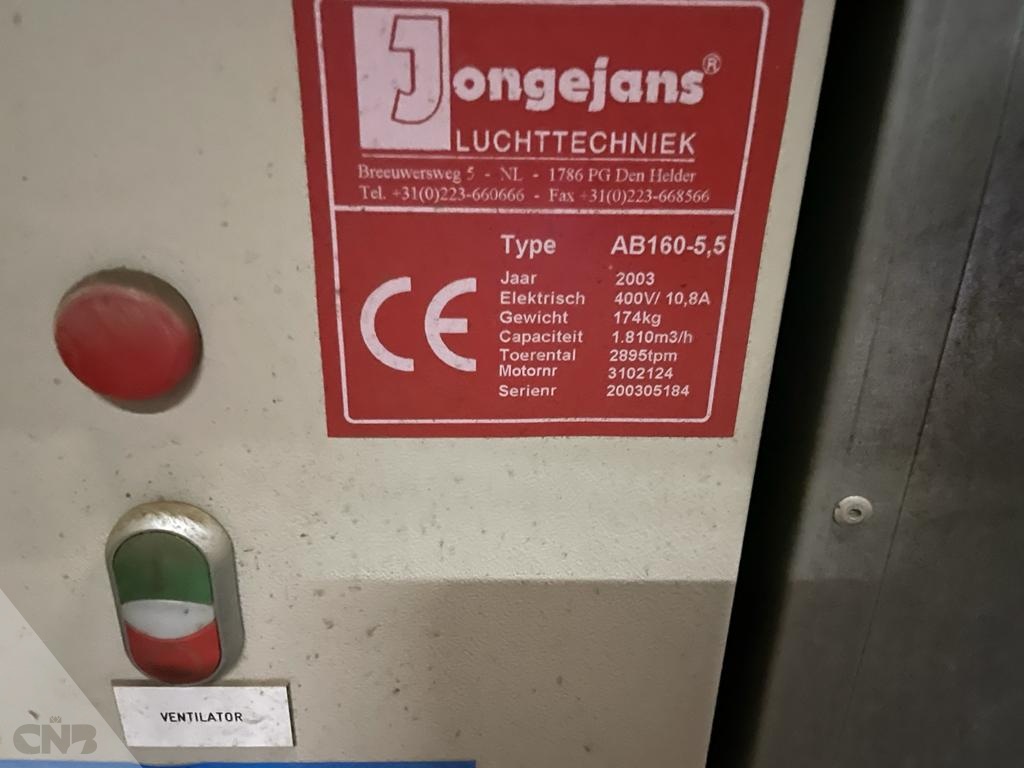 Jongejans®
LUCHTTECHNIEK
Breeuwersweg 5 - NL - 1786 PG Den Helder
Tel. +31(0)223-660666 - Fax +31(0)223-668566
Type AB160-5,5
Jaar 2003
Elektrisch 400V/ 10,8A
Gewicht 174kg
Capaciteit 1.810m3/h
Toerental 2895tpm
Motornr 3102124
Serienr 200305184
CE
VENTILATOR
CNB